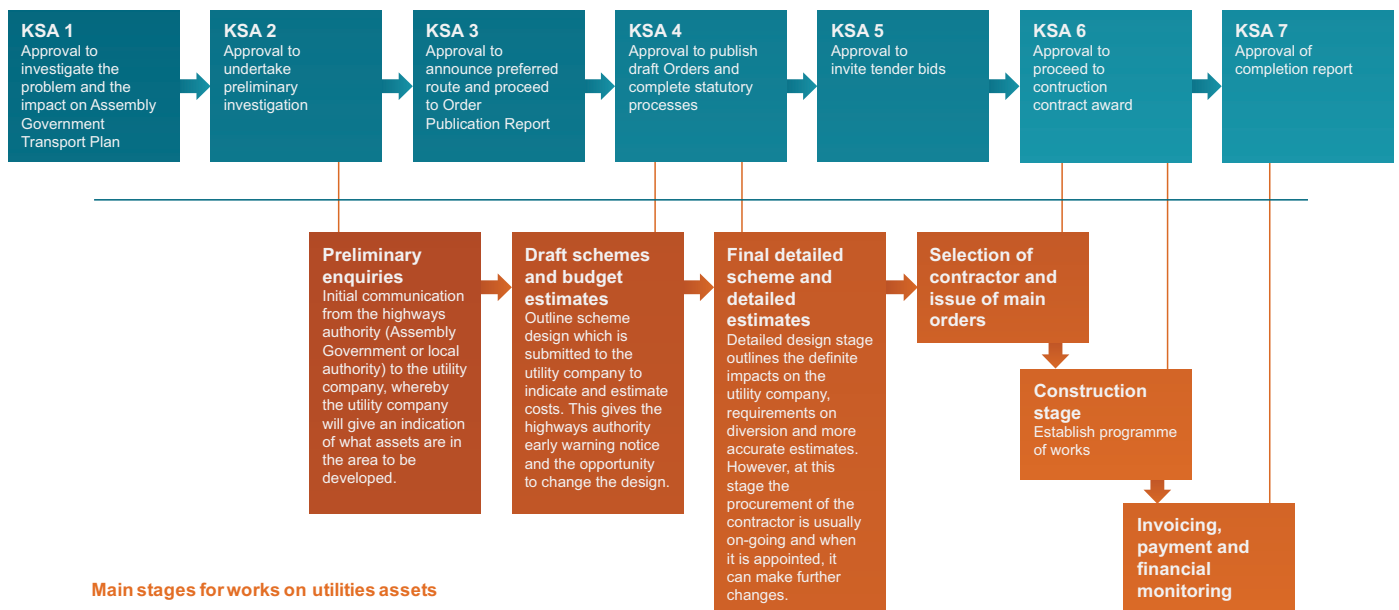 KSA 1
Approval to
investigate the
problem and the
impact on Assembly
Government
Transport Plan
KSA 2
Approval to
undertake
preliminary
investigation
KSA 3
Approval to
announce preferred
route and proceed
to Order
Publication Report
KSA 4
Approval to publish
draft Orders and
complete statutory
processes
KSA 5
Approval to
invite tender bids
KSA 6
Approval to
proceed to
contruction
contract award
KSA 7
Approval of
completion report
Preliminary
enquiries
Initial communication
from the highways
authority (Assembly
Government or local
authority) to the utility
company, whereby
the utility company
will give an indication
of what assets are in
the area to be
developed.
Draft schemes
and budget
estimates
Outline scheme
design which is
submitted to the
utility company to
indicate and estimate
costs. This gives the
highways authority
early warning notice
and the opportunity
to change the design.
Final detailed
scheme and
detailed
estimates
Detailed design stage
outlines the definite
impacts on the
utility company,
requirements on
diversion and more
accurate estimates.
However, at this
stage the
procurement of the
contractor is usually
on-going and when
it is appointed, it
can make further
changes.
Selection of
contractor and
issue of main
orders
Construction
stage
Establish programme
of works
Invoicing,
payment and
financial
monitoring
Main stages for works on utilities assets